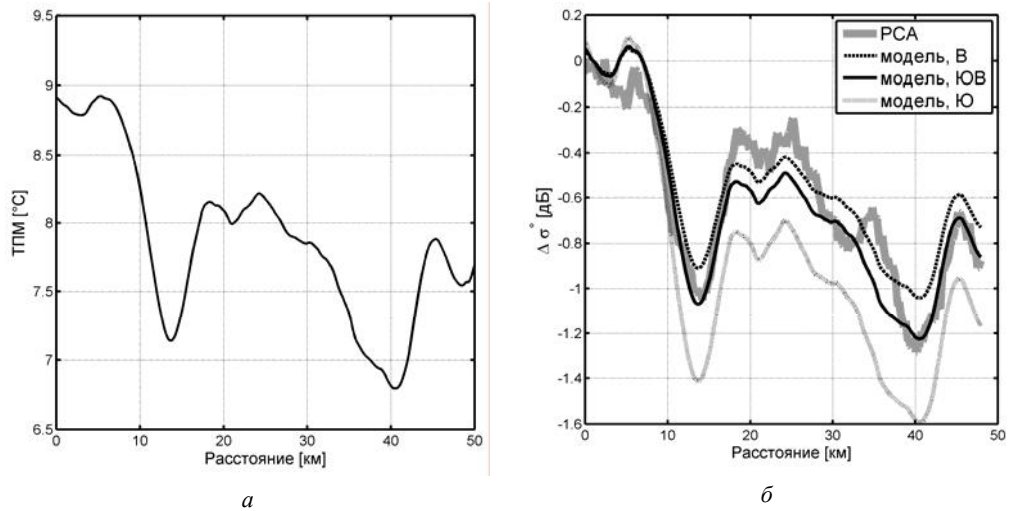 9.5
9
8.5
8
7.5
7
6.5
ТПМ [°C]
0 10 20 30 40 50
Расстояние [км]
а
0.2
0
-0.2
-0.4
-0.6
-0.8
-1
-1.2
-1.4
-1.6
Δ σ° [дБ]
РСА
модель, В
модель, ЮВ
модель, Ю
0 10 20 30 40 50
Расстояние [км]
б